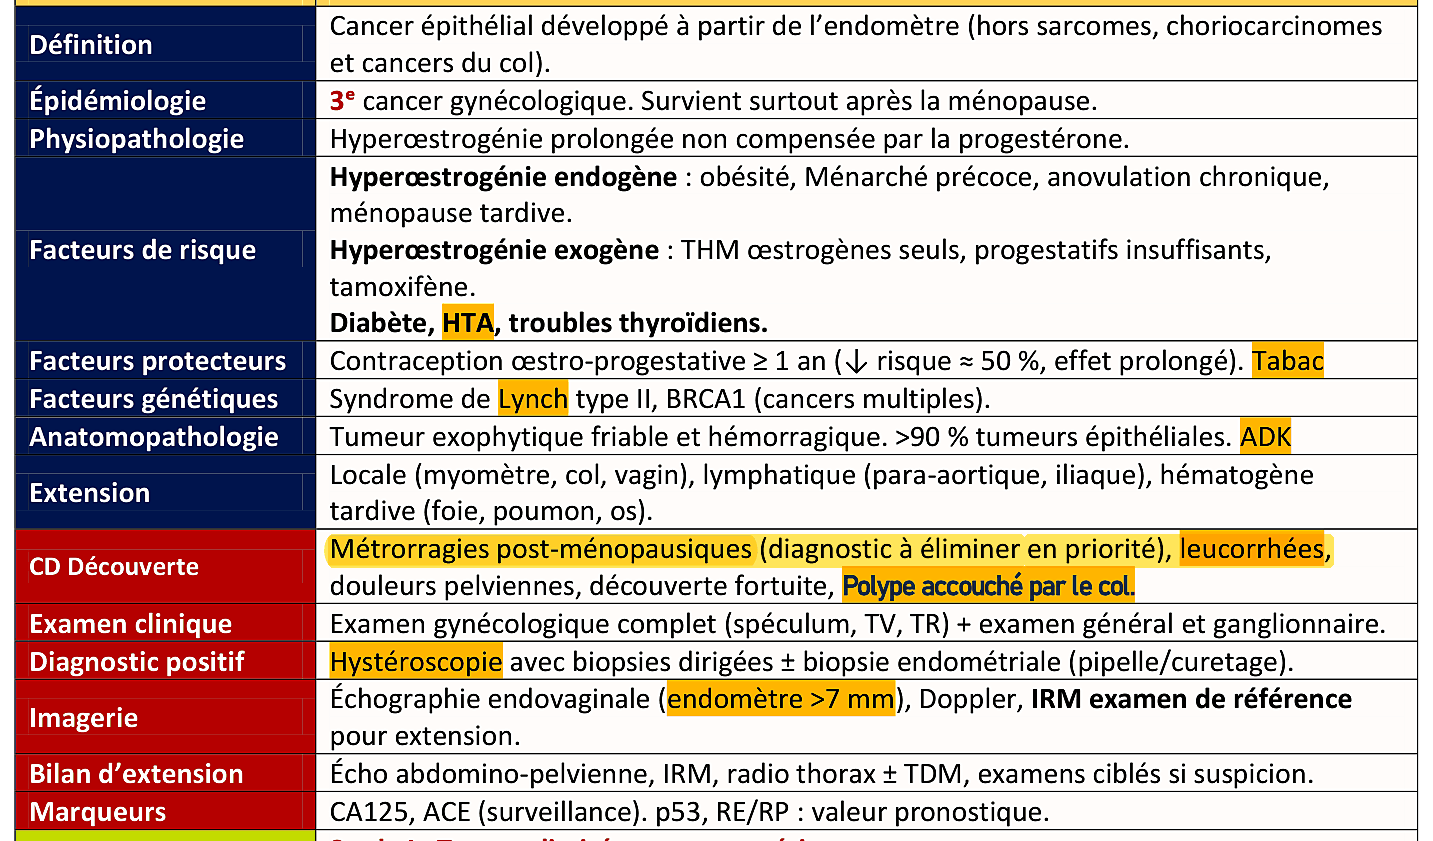 Définition
Cancer épithélial développé à partir de l’endomètre (hors sarcomes, choriocarcinomes
et cancers du col).
Épidémiologie
3ᵉ cancer gynécologique. Survient surtout après la ménopause.
Physiopathologie
Hyperœstrogénie prolongée non compensée par la progestérone.
Facteurs de risque
Hyperœstrogénie endogène : obésité, Ménarché précoce, anovulation chronique,
ménopause tardive.
Hyperœstrogénie exogène : THM œstrogènes seuls, progestatifs insuffisants,
tamoxifène.
Diabète, HTA, troubles thyroïdiens.
Facteurs protecteurs
Contraception œstro-progestative ≥ 1 an (↓ risque ≈ 50 %, effet prolongé). Tabac
Facteurs génétiques
Syndrome de Lynch type II, BRCA1 (cancers multiples).
Anatomopathologie
Tumeur exophytique friable et hémorragique. >90 % tumeurs épithéliales. ADK
Extension
Locale (myomètre, col, vagin), lymphatique (para-aortique, iliaque), hématogène
tardive (foie, poumon, os).
CD Découverte
Métrorragies post-ménopausiques (diagnostic à éliminer en priorité), leucorrhées,
douleurs pelviennes, découverte fortuite, Polype accouché par le col.
Examen clinique
Examen gynécologique complet (spéculum, TV, TR) + examen général et ganglionnaire.
Diagnostic positif
Hystéroscopie avec biopsies dirigées ± biopsie endométriale (pipelle/curetage).
Imagerie
Échographie endovaginale (endomètre >7 mm), Doppler, IRM examen de référence
pour extension.
Bilan d’extension
Écho abdomino-pelvienne, IRM, radio thorax ± TDM, examens ciblés si suspicion.
Marqueurs
CA125, ACE (surveillance). p53, RE/RP : valeur pronostique.